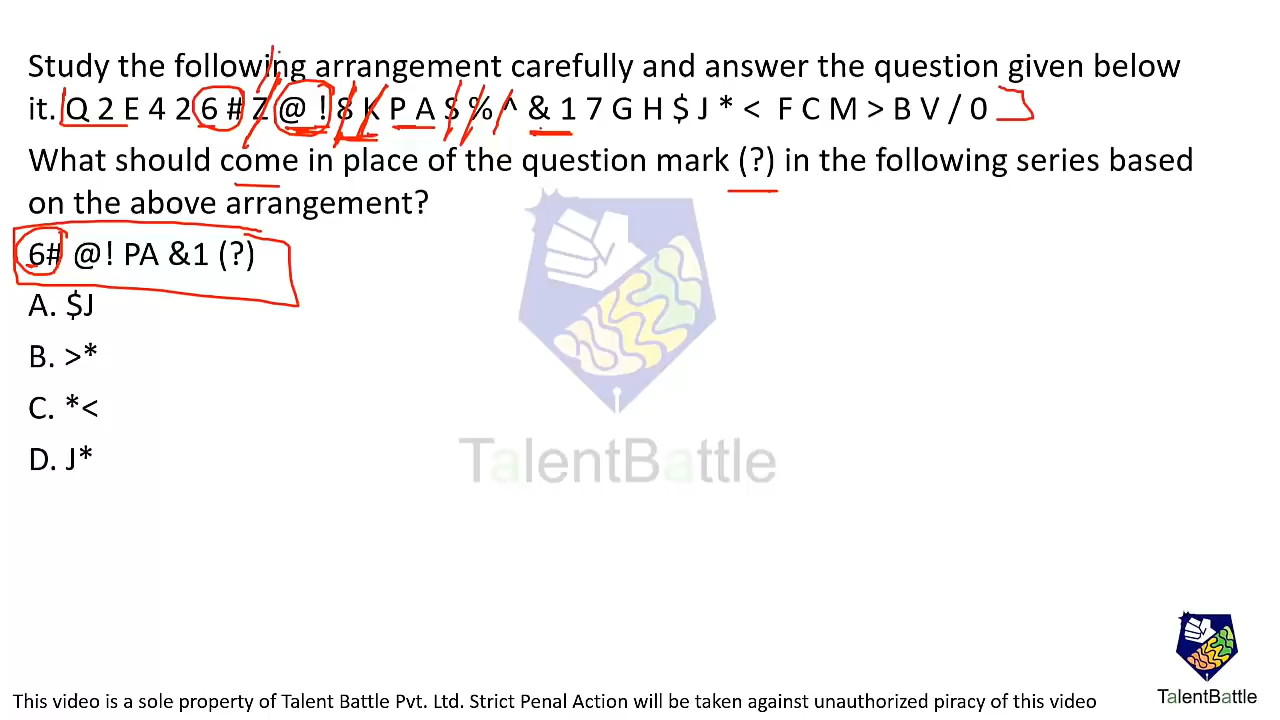 Study the following arrangement carefully and answer the question given below
it. Q 2 E 4 2 6 # Z @ ! 8 K P A $ % ^ & 1 7 G H $ J * < F C M > B V / 0
What should come in place of the question mark (?) in the following series based
on the above arrangement?
6# @! PA &1 (?)
A. $J
B. >*
C. *<
D. J*
TalentBattle
TalentBattle
This video is a sole property of Talent Battle Pvt. Ltd. Strict Penal Action will be taken against unauthorized piracy of this video